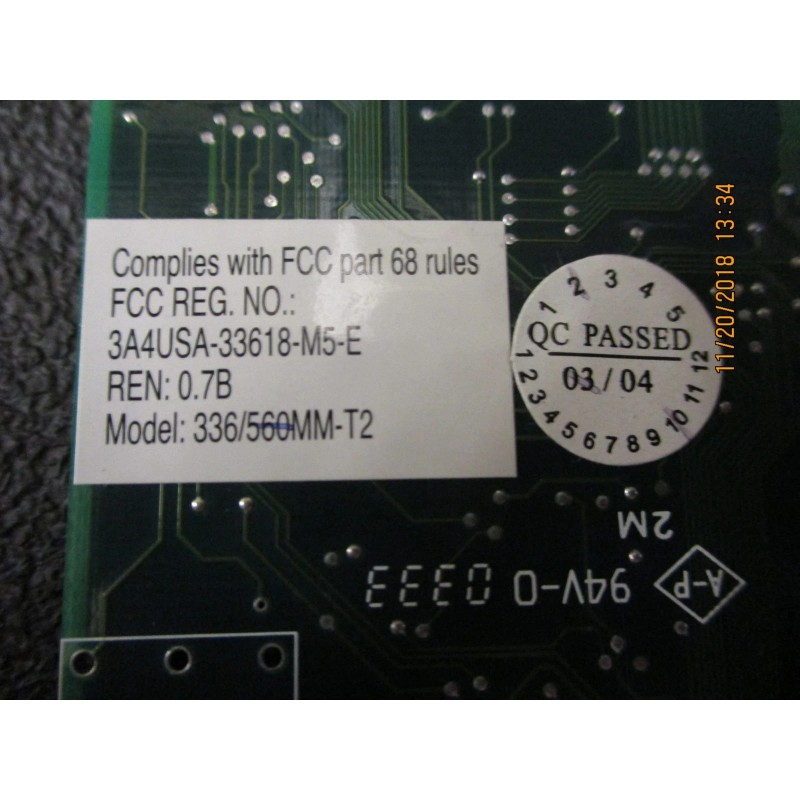 Complies with FCC part 68 rules
FCC REG. NO.:
3A4USA-33618-M5-E
REN: 0.7B
Model: 336/560MM-T2
1 2 3 4 5
QC PASSED
03/04
1 2 3 4 5 6 7 8 9 10 11 12
11/20/2018 13:34
2M
A-P
94V-0
0333